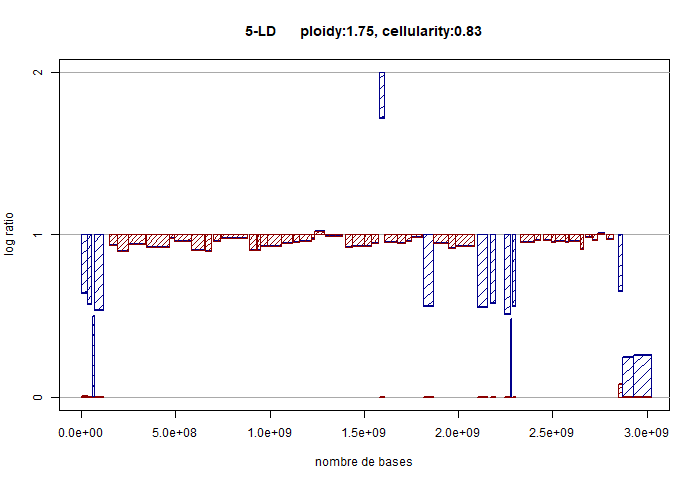 5-LD ploidy:1.75, cellularity:0.83
log ratio
2
1
0
0.0e+00 5.0e+08 1.0e+09 1.5e+09 2.0e+09 2.5e+09 3.0e+09
nombre de bases